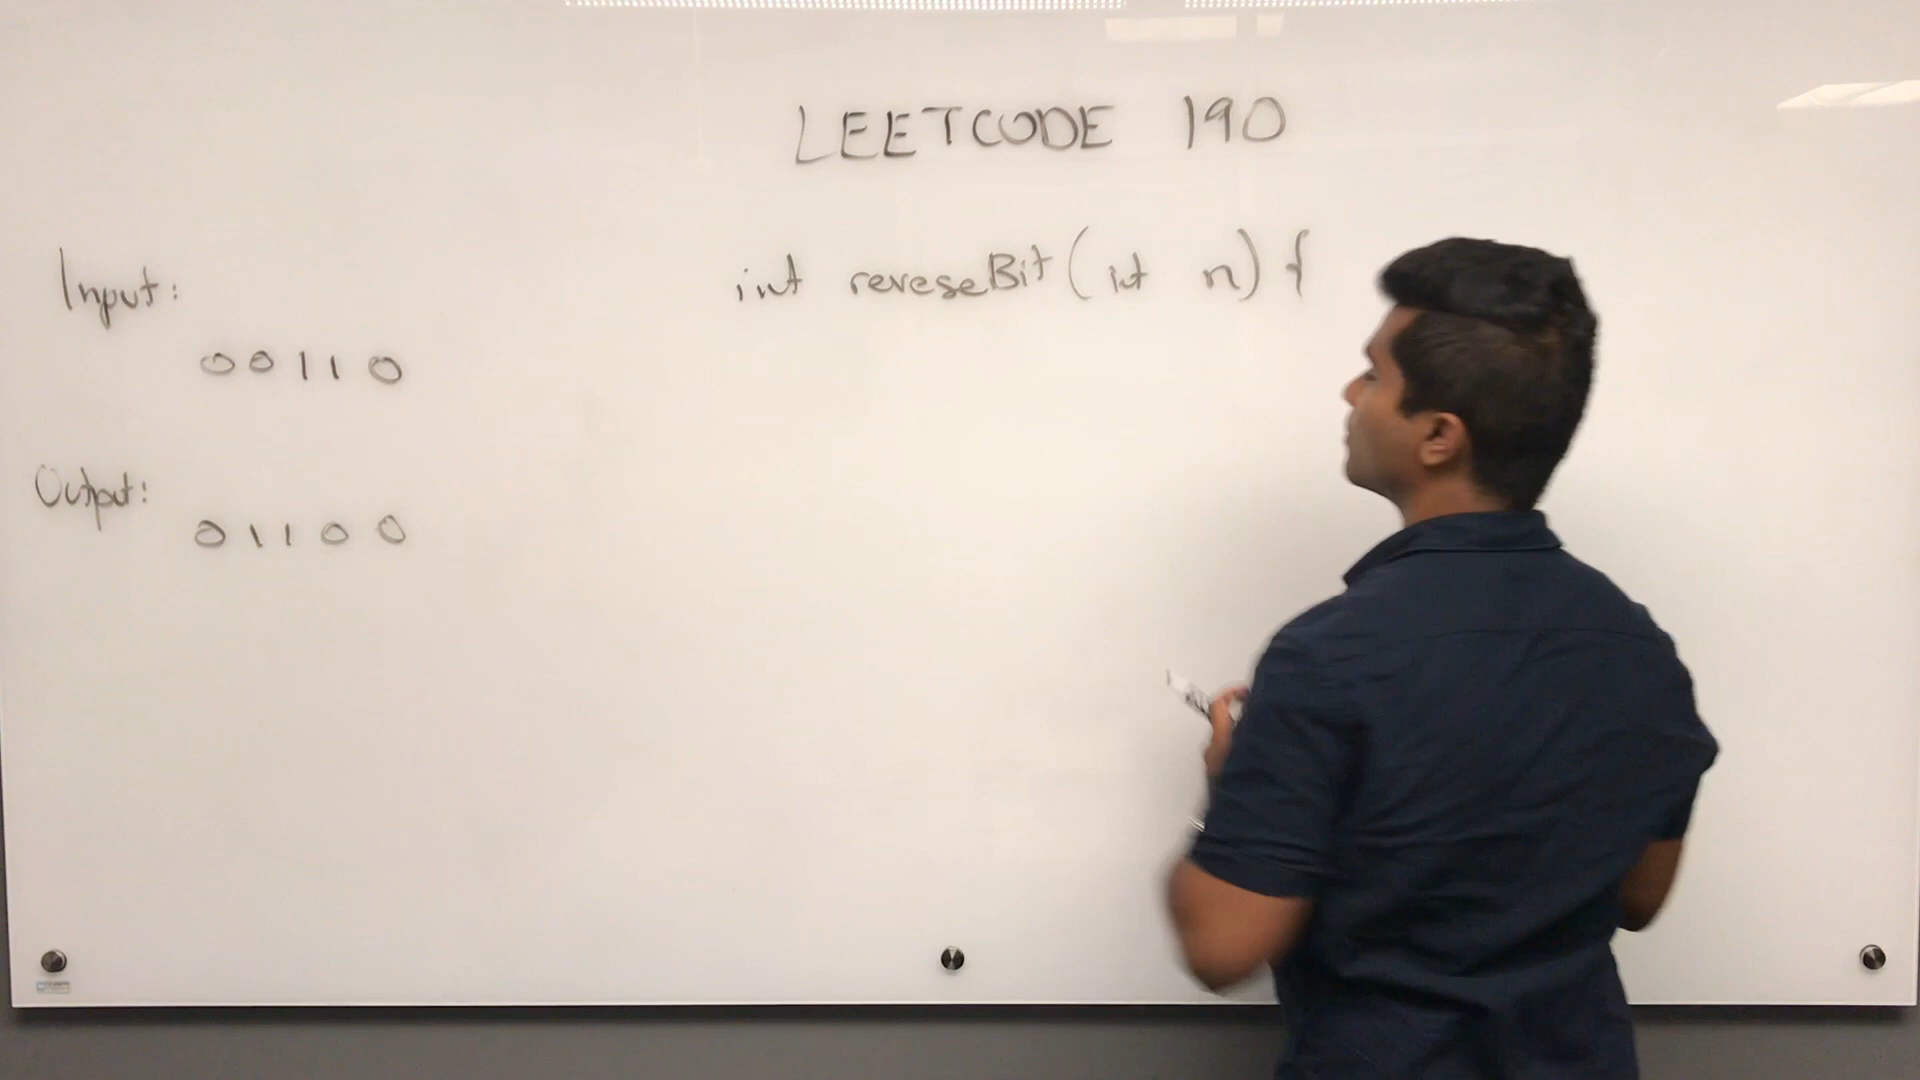 LEETCODE 190
Input:
00110
Output:
01100
int reveseBit(int n) {